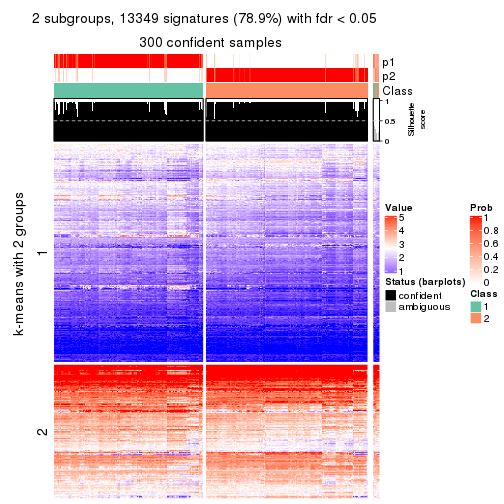 2 subgroups, 13349 signatures (78.9%) with fdr < 0.05
300 confident samples
p1
p2
Class
1
0.5
0
Silhouette
score
k-means with 2 groups
1
2
Value
5
4
3
2
1
Status (barplots)
confident
ambiguous
Prob
1
0.8
0.6
0.4
0.2
0
Class
1
2